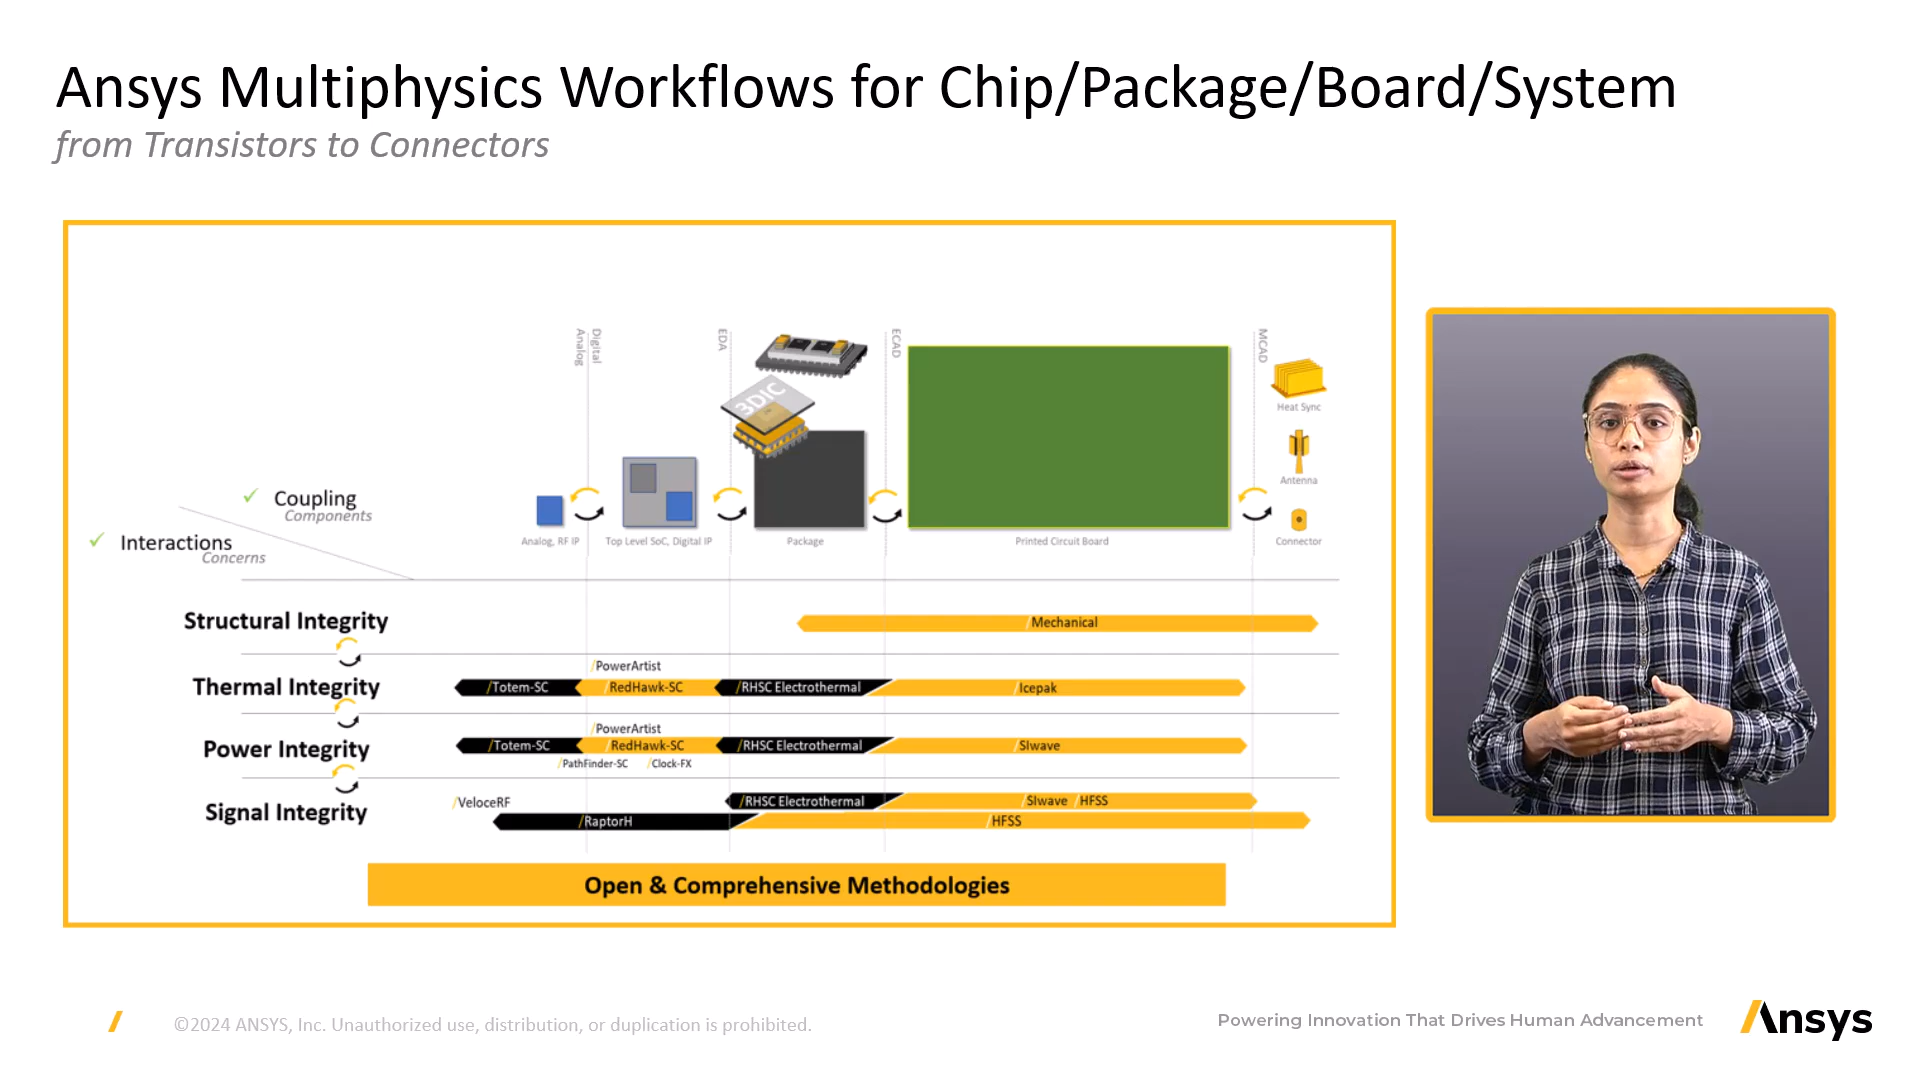 Ansys Multiphysics Workflows for Chip/Package/Board/System
from Transistors to Connectors
Analog
Digital
EDA
ECAD
MCAD
3DIC
Heat Sync
Antenna
Connector
Analog, RF IP
Top Level SoC, Digital IP
Package
Printed Circuit Board
Coupling
Components
Interactions
Concerns
Structural Integrity
/Mechanical
Thermal Integrity
/PowerArtist
/Totem-SC
/RedHawk-SC
/RHSC Electrothermal
/Icepak
Power Integrity
/PowerArtist
/Totem-SC
/RedHawk-SC
/RHSC Electrothermal
/SIwave
/PathFinder-SC
/Clock-FX
Signal Integrity
/VeloceRF
/RHSC Electrothermal
/SIwave /HFSS
/RaptorH
/HFSS
Open & Comprehensive Methodologies
©2024 ANSYS, Inc. Unauthorized use, distribution, or duplication is prohibited.
Powering Innovation That Drives Human Advancement
Ansys